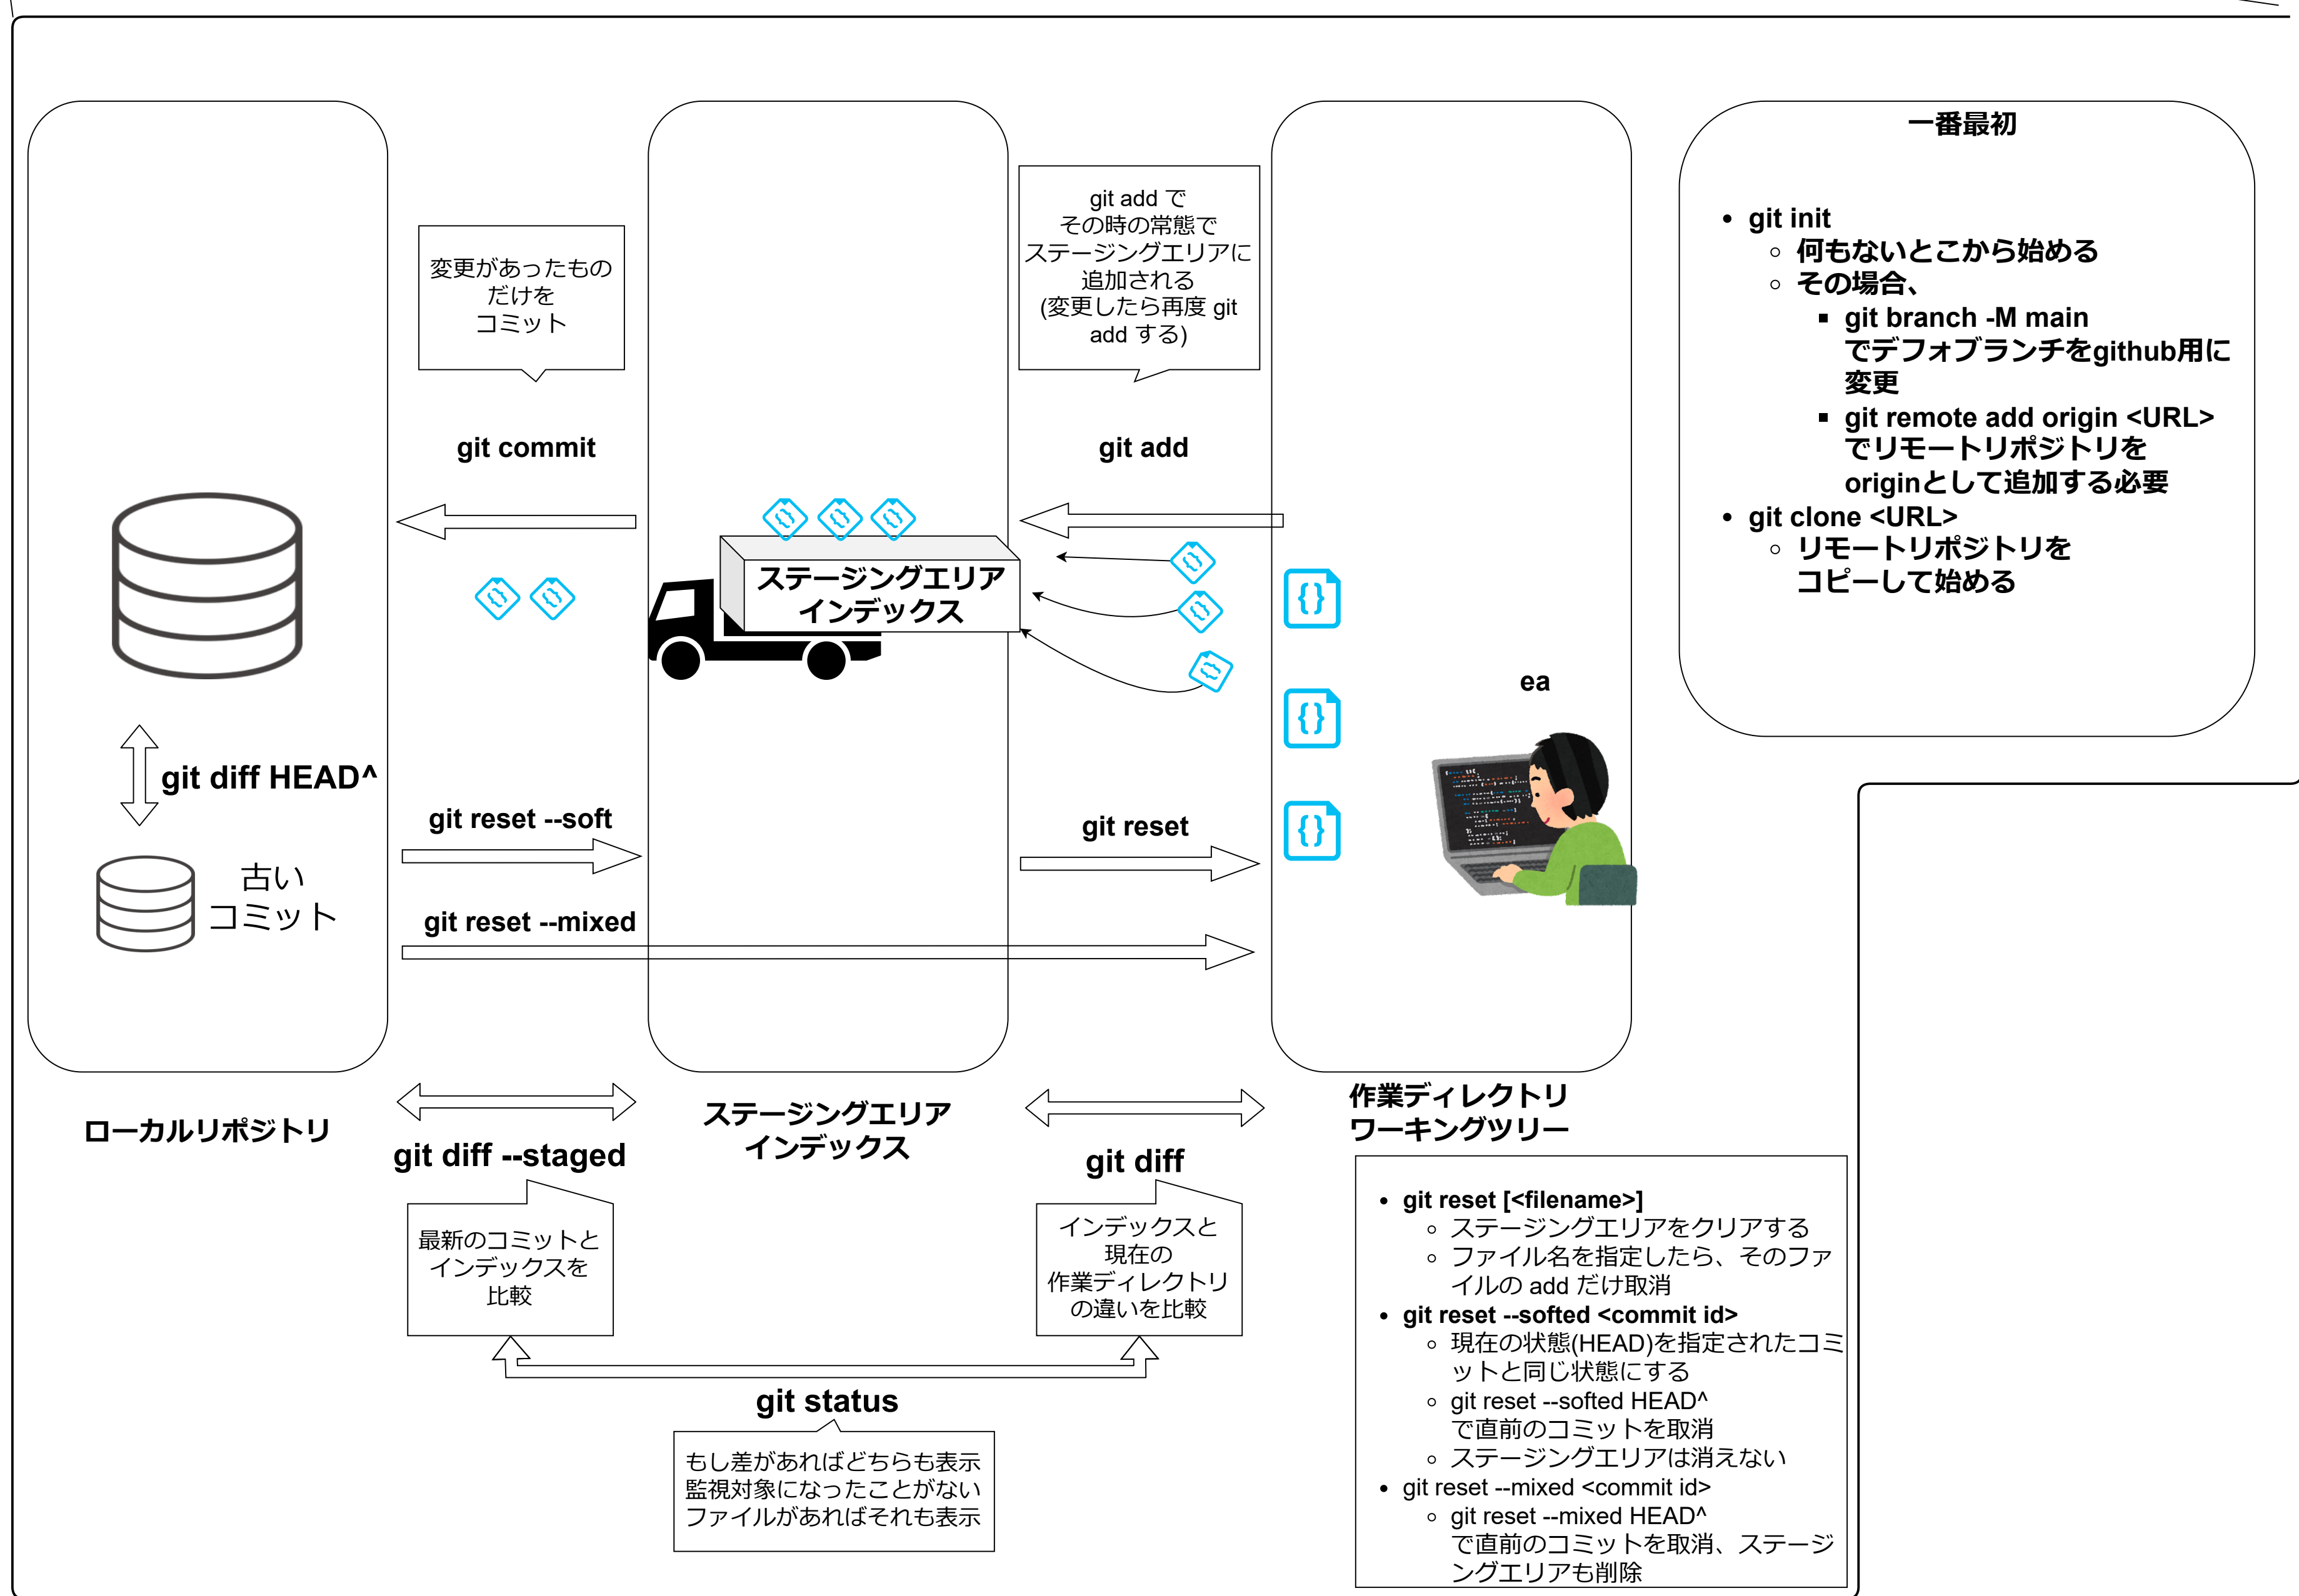 一番最初
git init
何もないとこから始める
その場合、
git branch -M main
でデフォブランチをgithub用に
変更
git remote add origin <URL>
でリモートリポジトリを
originとして追加する必要
git clone <URL>
リモートリポジトリを
コピーして始める
変更があったもの
だけを
コミット
git add で
その時の常態で
ステージングエリアに
追加される
(変更したら再度 git
add する)
git commit
git add
ステージングエリア
インデックス
ea
git diff HEAD^
古い
コミット
git reset --soft
git reset
git reset --mixed
ローカルリポジトリ
ステージングエリア
インデックス
作業ディレクトリ
ワーキングツリー
git diff --staged
git diff
最新のコミットと
インデックスを
比較
インデックスと
現在の
作業ディレクトリ
の違いを比較
git status
もし差があればどちらも表示
監視対象になったことがない
ファイルがあればそれも表示
git reset [<filename>]
ステージングエリアをクリアする
ファイル名を指定したら、そのファ
イルの add だけ取消
git reset --softed <commit id>
現在の状態(HEAD)を指定されたコミ
ットと同じ状態にする
git reset --softed HEAD^
で直前のコミットを取消
ステージングエリアは消えない
git reset --mixed <commit id>
git reset --mixed HEAD^
で直前のコミットを取消、ステージ
ングエリアも削除